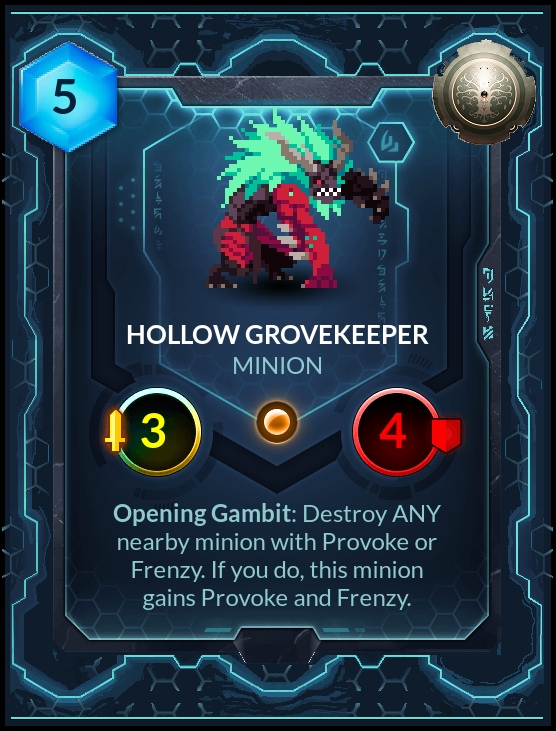 5
HOLLOW GROVEKEEPER
MINION
3
4
Opening Gambit: Destroy ANY
nearby minion with Provoke or
Frenzy. If you do, this minion
gains Provoke and Frenzy.